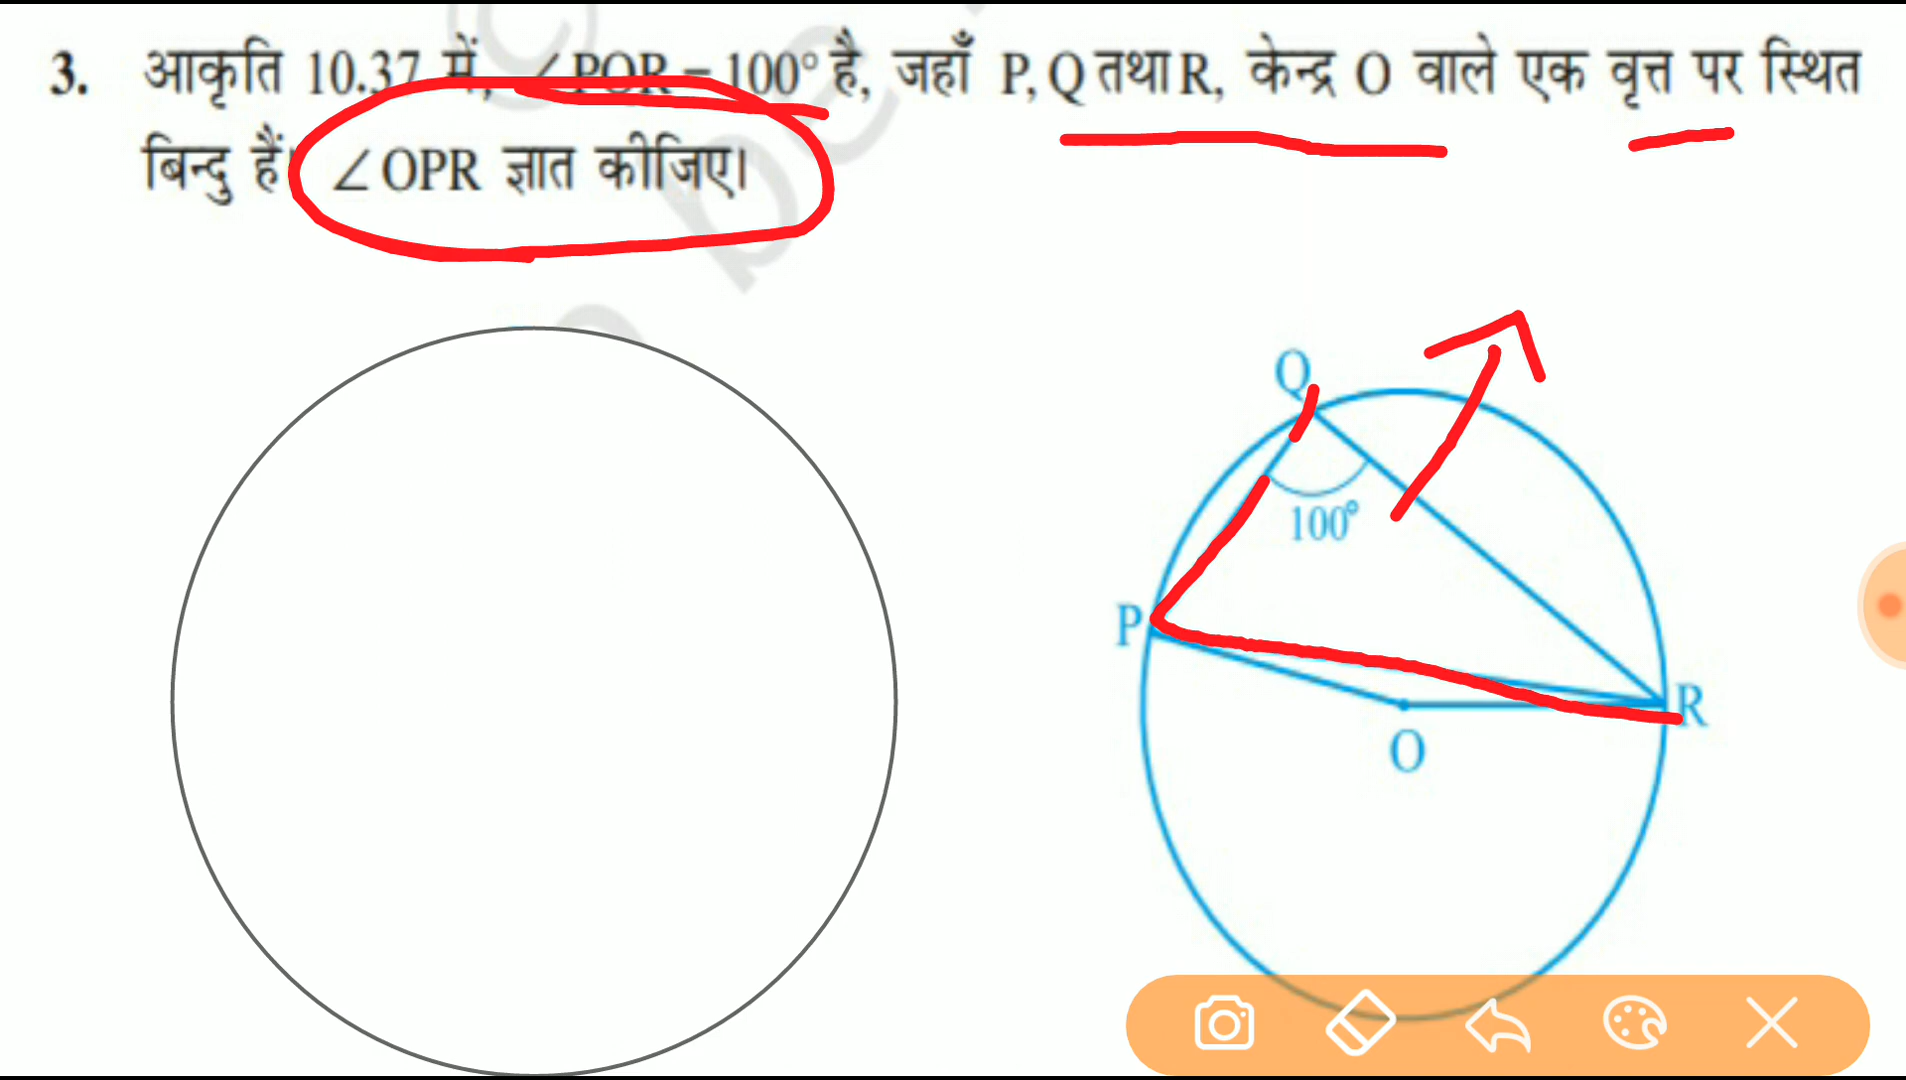 3. आकृति 10.37 में, ∠PQR = 100° है, जहाँ P, Q तथा R, केन्द्र O वाले एक वृत्त पर स्थित
बिन्दु हैं। ∠OPR ज्ञात कीजिए।
Q
100°
P
R
O